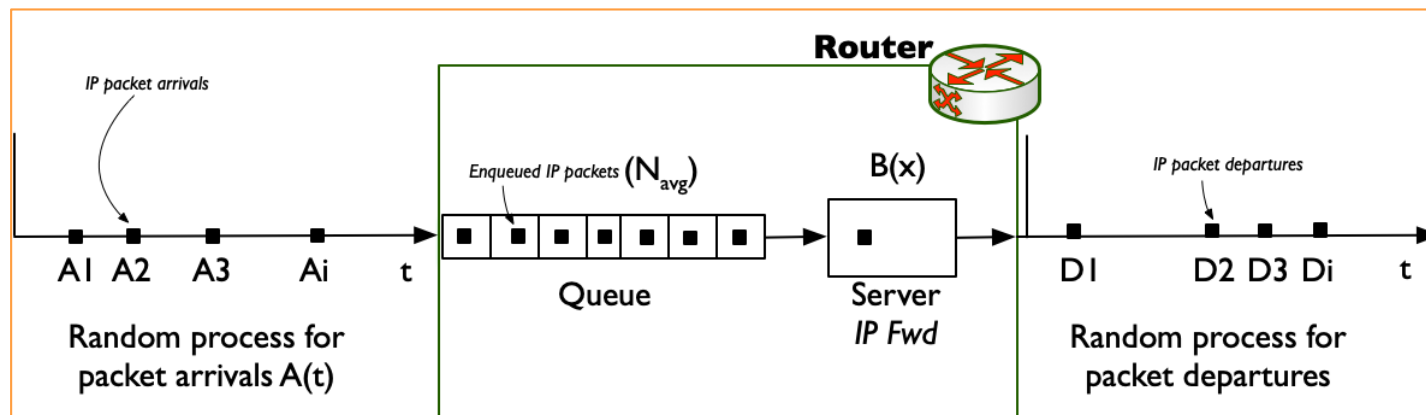 Router
IP packet arrivals
Enqueued IP packets (Navg)
B(x)
IP packet departures
A1 A2 A3 Ai t
D1 D2 D3 Di t
Queue
Server
IP Fwd
Random process for
packet arrivals A(t)
Random process for
packet departures